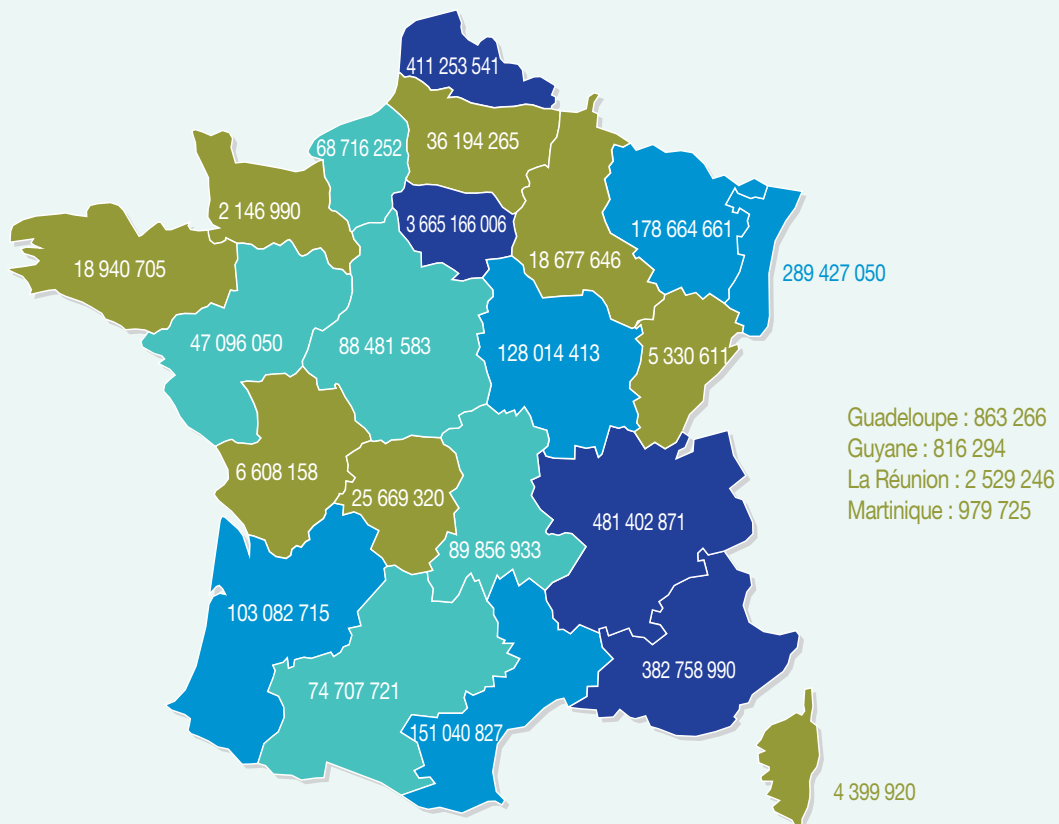 411 253 541
36 194 265
68 716 252
2 146 990
3 665 166 006
178 664 661
18 940 705
18 677 646
289 427 050
47 096 050
88 481 583
128 014 413
5 330 611
Guadeloupe : 863 266
Guyane : 816 294
La Réunion : 2 529 246
Martinique : 979 725
6 608 158
25 669 320
481 402 871
89 856 933
103 082 715
382 758 990
74 707 721
151 040 827
4 399 920